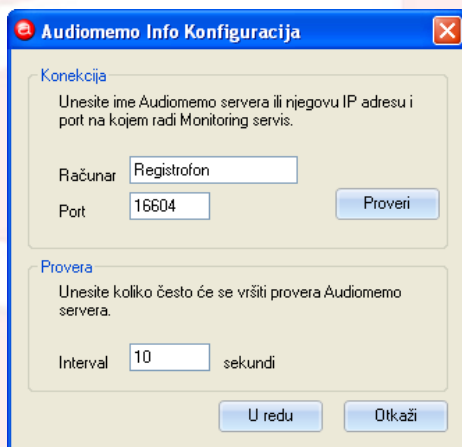 Audiomemo Info Konfiguracija
Konekcija
Unesite ime Audiomemo servera ili njegovu IP adresu i
port na kojem radi Monitoring servis.
Računar Registrofon
Port 16604 Proveri
Provera
Unesite koliko često će se vršiti provera Audiomemo
servera.
Interval 10 sekundi
U redu Otkaži